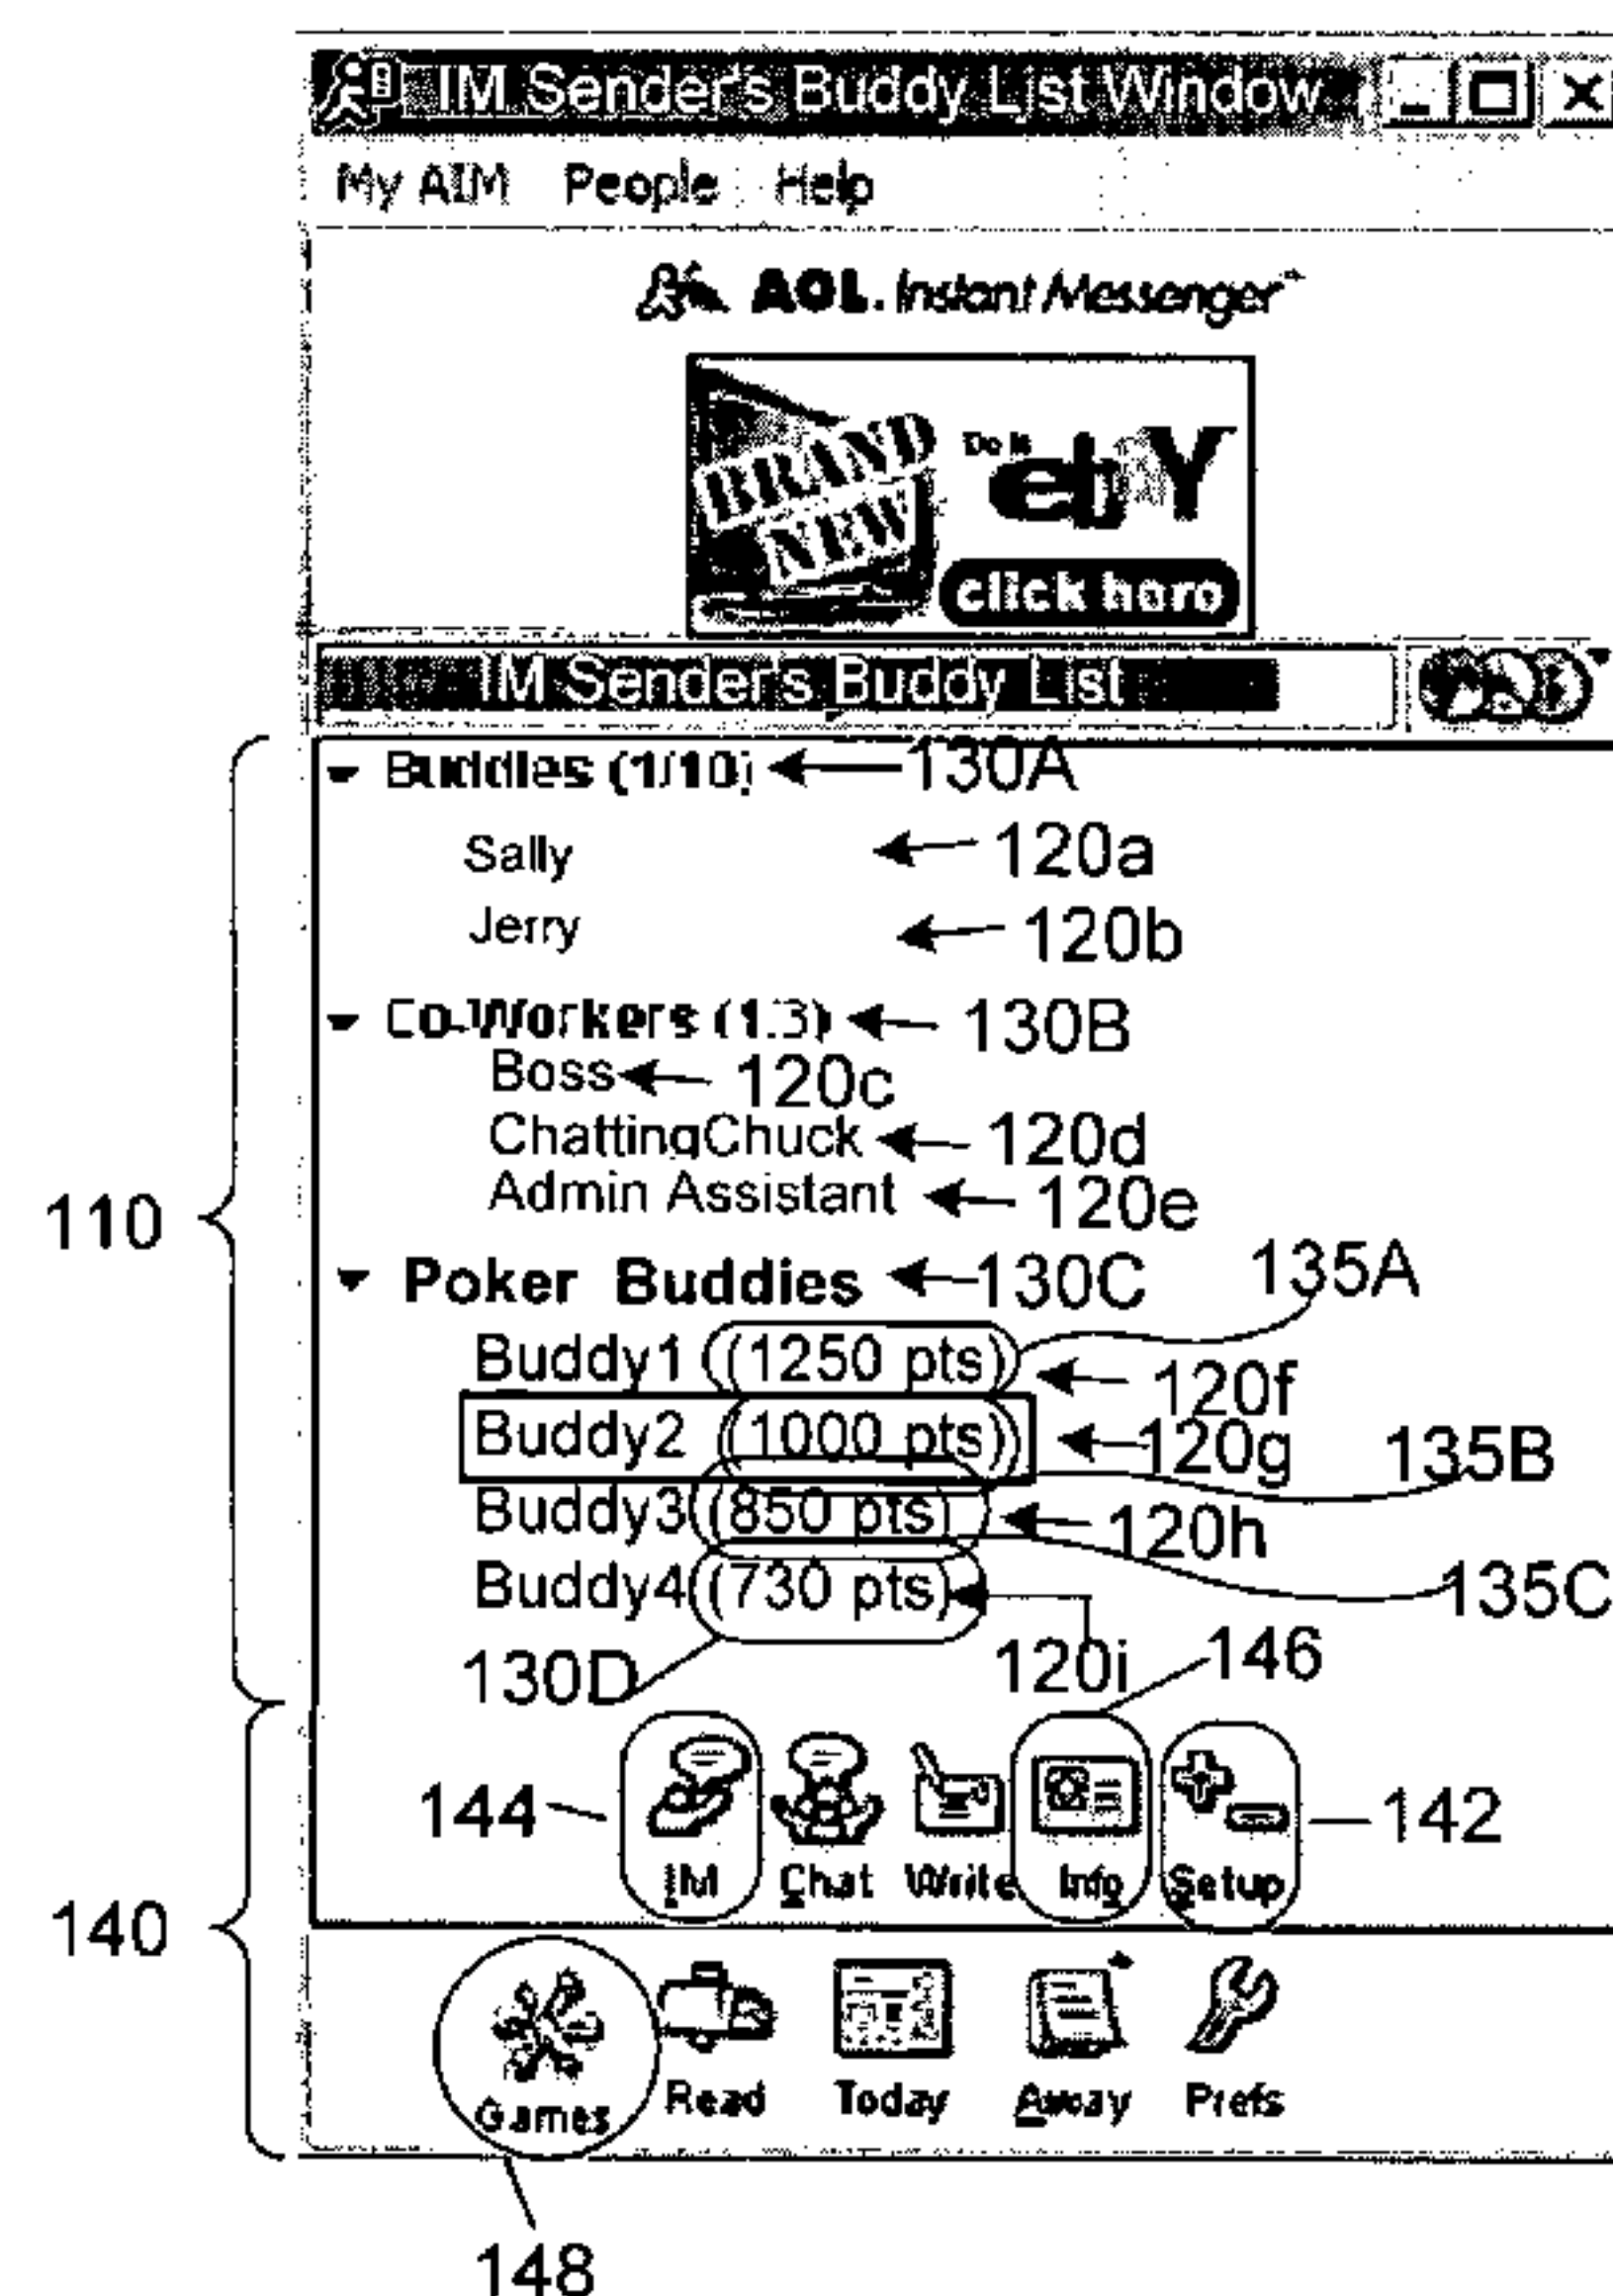 IM Sender's Buddy List Window
My AIM People Help
AOL Instant Messenger
BRAND NEW
Do It
ebY
click here
IM Sender's Buddy List
Buddies (1/10) 130A
Sally 120a
Jerry 120b
Co-Workers (1/3) 130B
Boss 120c
ChattingChuck 120d
Admin Assistant 120e
110
Poker Buddies 130C 135A
Buddy1 (1250 pts) 120f
Buddy2 (1000 pts) 120g 135B
Buddy3 (850 pts) 120h
Buddy4 (730 pts) 135C
130D 120i 146
144 142
IM Chat Write Info Setup
140
Games Read Today Away Prefs
148